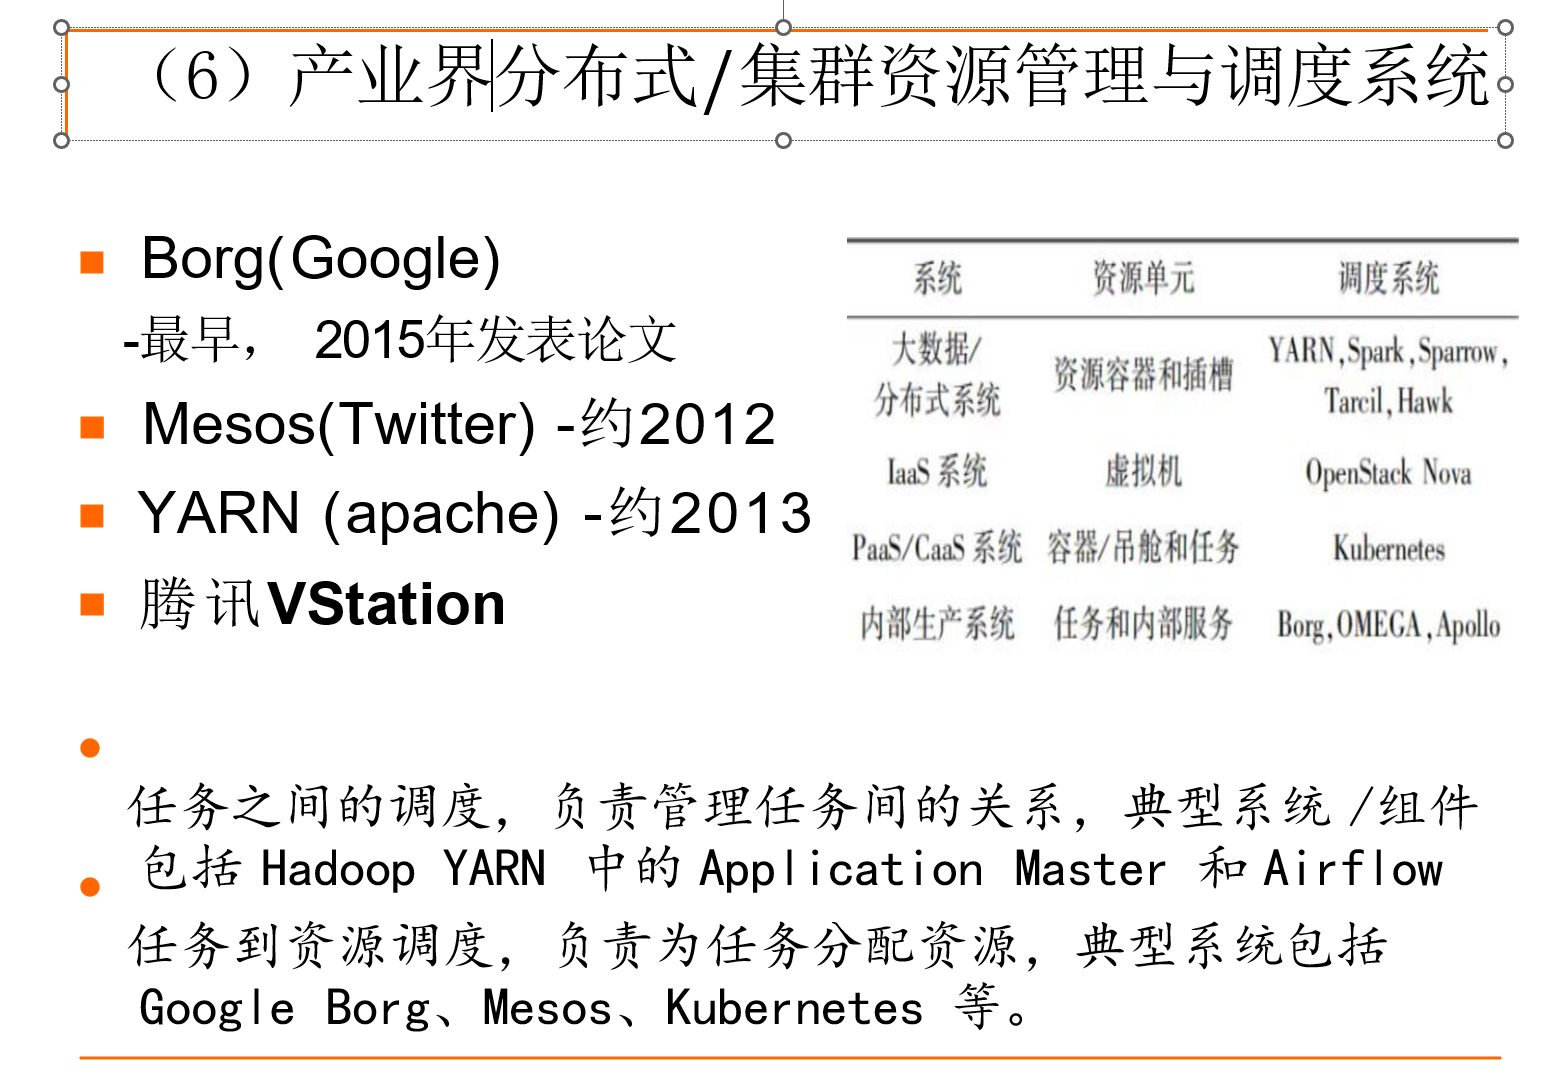 （6）产业界分布式/集群资源管理与调度系统
Borg(Google)
-最早， 2015年发表论文
Mesos(Twitter) -约2012
YARN (apache) -约2013
腾讯VStation
系统 资源单元 调度系统
大数据/
分布式系统
资源容器和插槽
YARN,Spark,Sparrow,
Tarcil,Hawk
IaaS 系统 虚拟机 OpenStack Nova
PaaS/CaaS 系统 容器/吊舱和任务 Kubernetes
内部生产系统 任务和内部服务 Borg,OMEGA,Apollo
任务之间的调度，负责管理任务间的关系，典型系统/组件
包括 Hadoop YARN 中的 Application Master 和 Airflow
任务到资源调度，负责为任务分配资源，典型系统包括
Google Borg、Mesos、Kubernetes 等。